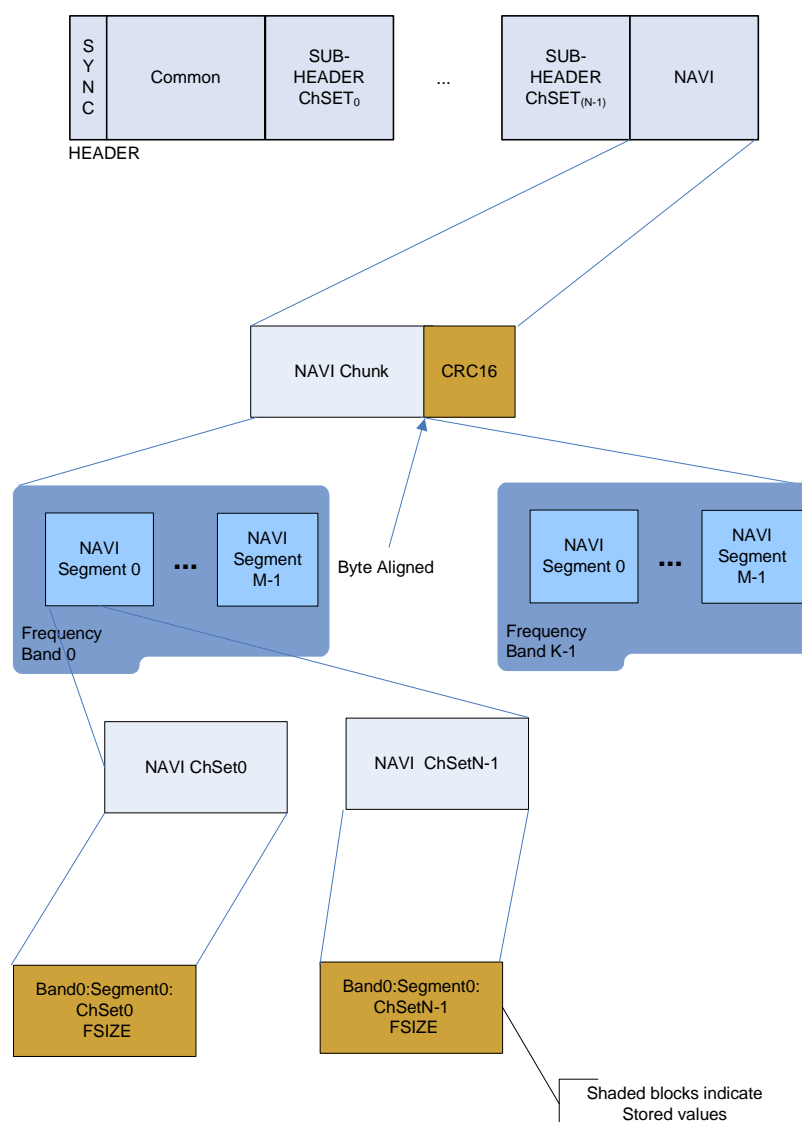 SYNC
Common
SUB-
HEADER
ChSET0
...
SUB-
HEADER
ChSET(N-1)
NAVI
HEADER
NAVI Chunk
CRC16
NAVI
Segment 0
...
NAVI
Segment
M-1
Frequency
Band 0
Byte Aligned
NAVI
Segment 0
...
NAVI
Segment
M-1
Frequency
Band K-1
NAVI ChSet0
NAVI ChSetN-1
Band0:Segment0:
ChSet0
FSIZE
Band0:Segment0:
ChSetN-1
FSIZE
Shaded blocks indicate
Stored values